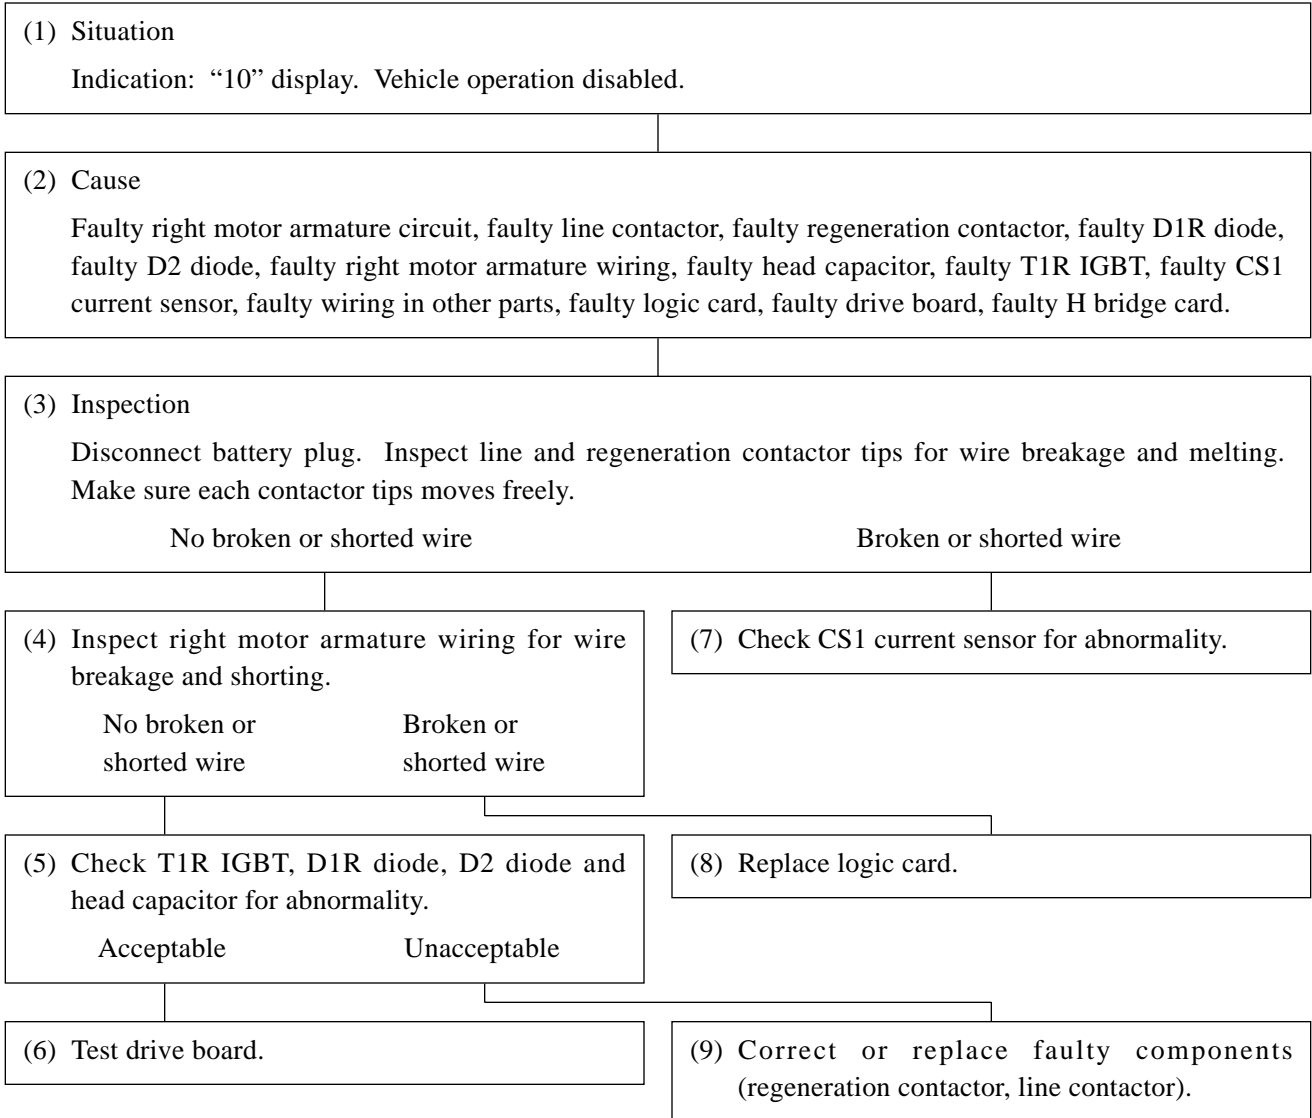 (1) Situation
Indication: “10” display. Vehicle operation disabled.
(2) Cause
Faulty right motor armature circuit, faulty line contactor, faulty regeneration contactor, faulty D1R diode,
faulty D2 diode, faulty right motor armature wiring, faulty head capacitor, faulty T1R IGBT, faulty CS1
current sensor, faulty wiring in other parts, faulty logic card, faulty drive board, faulty H bridge card.
(3) Inspection
Disconnect battery plug. Inspect line and regeneration contactor tips for wire breakage and melting.
Make sure each contactor tips moves freely.
No broken or shorted wire
Broken or shorted wire
(4) Inspect right motor armature wiring for wire
breakage and shorting.
No broken or
shorted wire
Broken or
shorted wire
(7) Check CS1 current sensor for abnormality.
(5) Check T1R IGBT, D1R diode, D2 diode and
head capacitor for abnormality.
Acceptable
Unacceptable
(8) Replace logic card.
(6) Test drive board.
(9) Correct or replace faulty components
(regeneration contactor, line contactor).